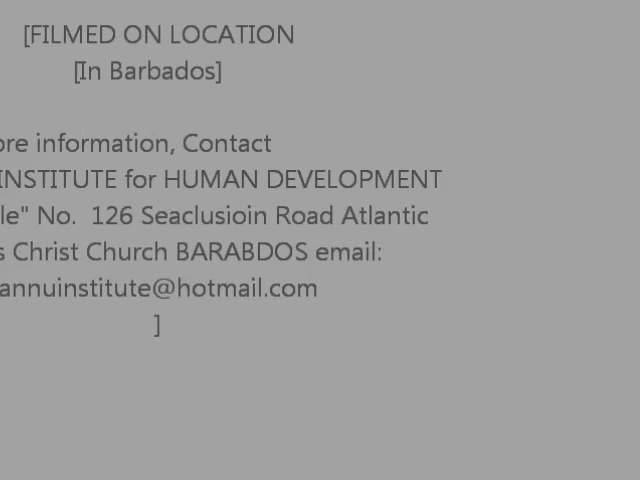 [FILMED ON LOCATION
[In Barbados]
ore information, Contact
INSTITUTE for HUMAN DEVELOPMENT
le" No.  126 Seaclusioin Road Atlantic
s Christ Church BARABDOS email:
annuinstitute@hotmail.com
]